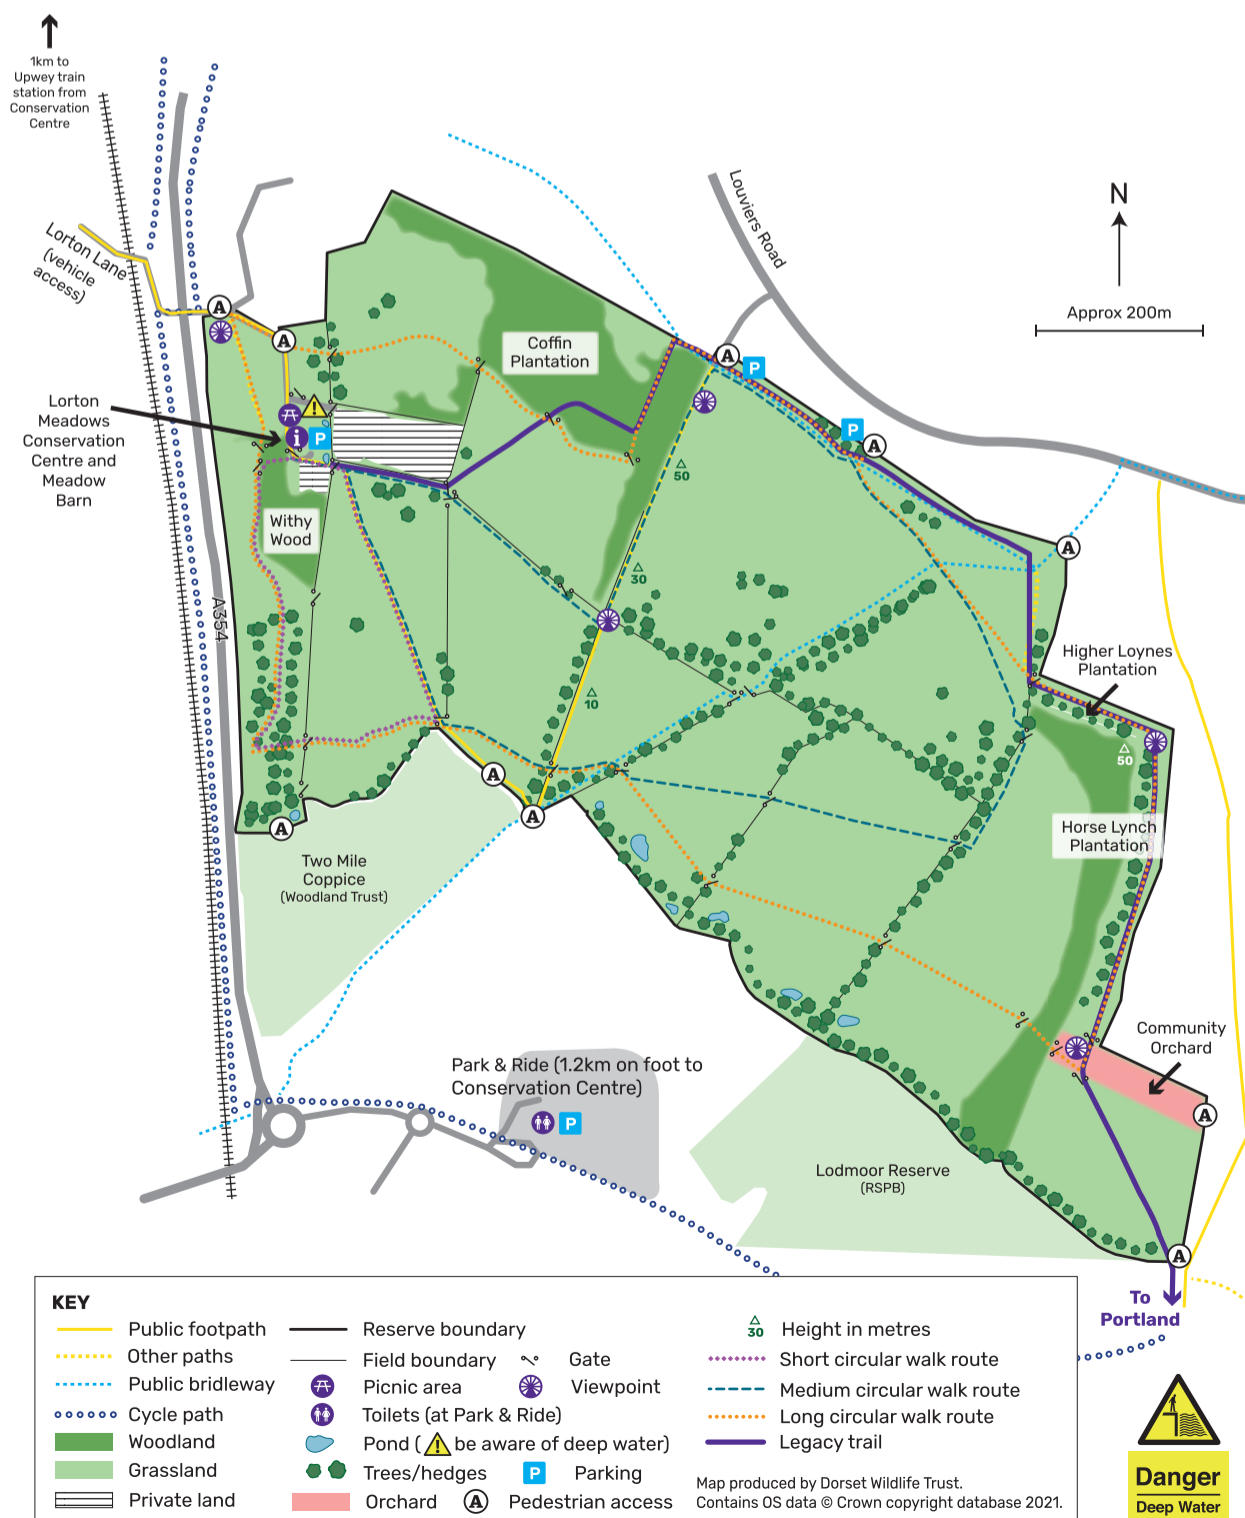 1km to
Upwey train
station from
Conservation
Centre
Lorton Lane
(vehicle
access)
Louviers Road
N
Approx 200m
A
A
A
P
Coffin
Plantation
Lorton
Meadows
Conservation
Centre and
Meadow
Barn
!
i
P
P
A
50
Withy
Wood
A
30
A354
Higher Loynes
Plantation
10
50
A
A
A
Horse Lynch
Plantation
Two Mile
Coppice
(Woodland Trust)
Community
Orchard
A
Park & Ride (1.2km on foot to
Conservation Centre)
P
Lodmoor Reserve
(RSPB)
A
To
Portland
KEY
Public footpath
Other paths
Public bridleway
Cycle path
Woodland
Grassland
Private land
Reserve boundary
Field boundary
Gate
Picnic area
Viewpoint
Toilets (at Park & Ride)
Pond ( ! be aware of deep water)
Trees/hedges
P Parking
Orchard
A Pedestrian access
30 Height in metres
Short circular walk route
Medium circular walk route
Long circular walk route
Legacy trail
Map produced by Dorset Wildlife Trust.
Contains OS data © Crown copyright database 2021.
Danger
Deep Water